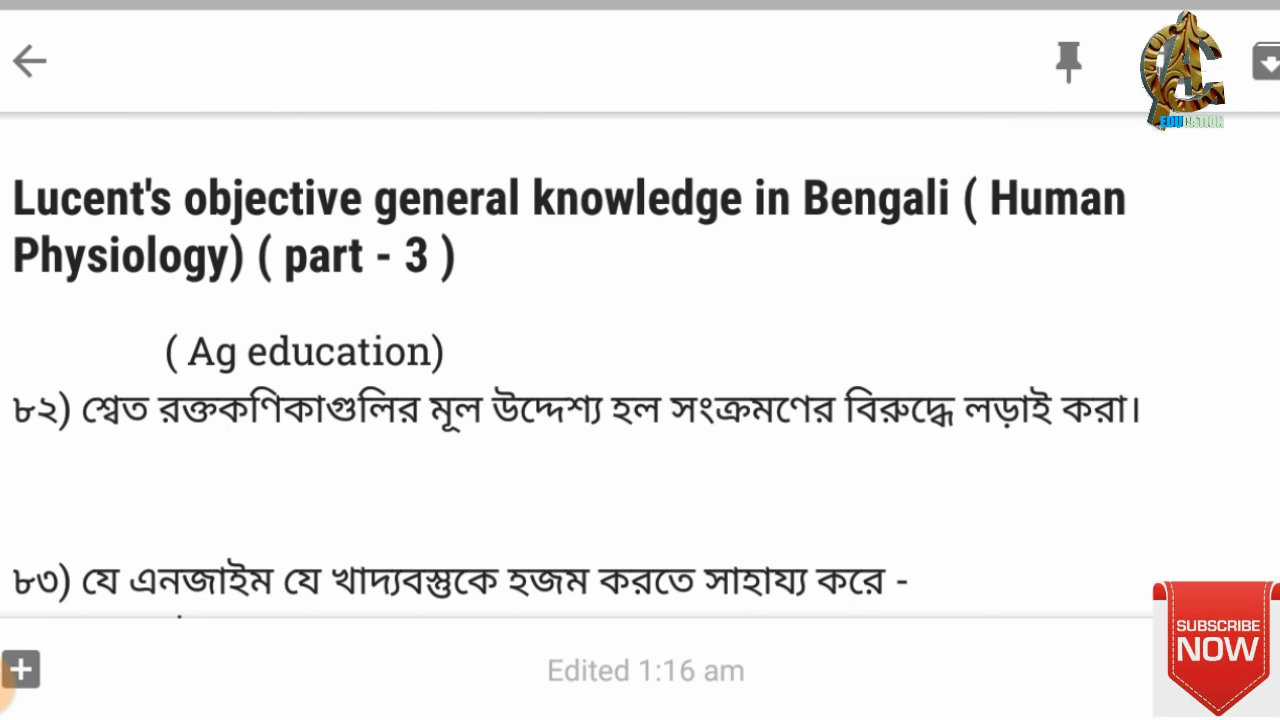 Lucent's objective general knowledge in Bengali ( Human
Physiology) ( part - 3 )
( Ag education)
৮২) শ্বেত রক্তকণিকাগুলির মূল উদ্দেশ্য হল সংক্রমণের বিরুদ্ধে লড়াই করা।
৮৩) যে এনজাইম যে খাদ্যবস্তুকে হজম করতে সাহায্য করে -
Edited 1:16 am
EDUCATION
SUBSCRIBE
NOW